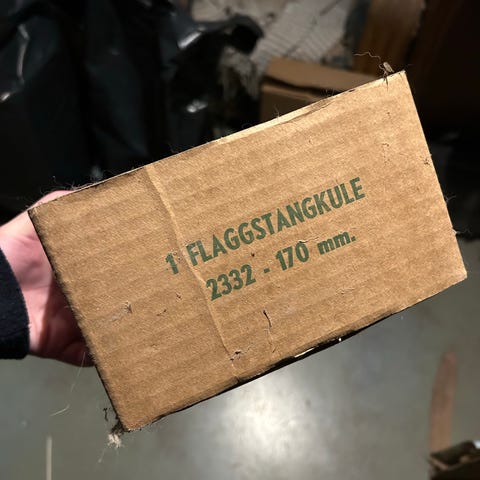 1 FLAGGSTANGKULE
2332 - 170 mm.